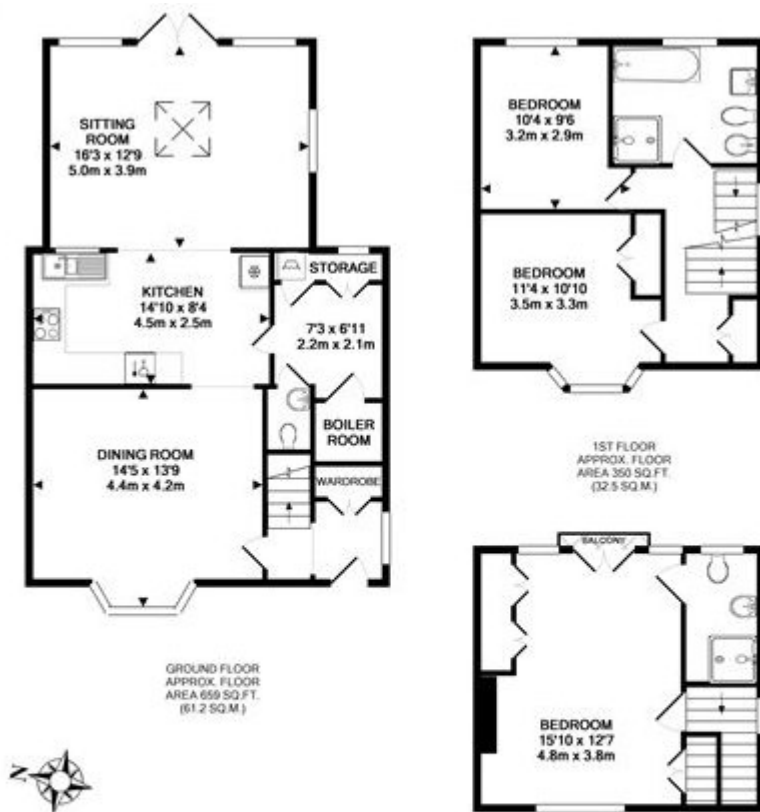 SITTING
ROOM
16'3 x 12'9
5.0m x 3.9m
KITCHEN
14'10 x 8'4
4.5m x 2.5m
STORAGE
7'3 x 6'11
2.2m x 2.1m
BOILER
ROOM
DINING ROOM
14'5 x 13'9
4.4m x 4.2m
WARDROBE
GROUND FLOOR
APPROX. FLOOR
AREA 659 SQ.FT.
(61.2 SQ.M.)
N
BEDROOM
10'4 x 9'6
3.2m x 2.9m
BEDROOM
11'4 x 10'10
3.5m x 3.3m
1ST FLOOR
APPROX. FLOOR
AREA 350 SQ.FT.
(32.5 SQ.M.)
BALCONY
BEDROOM
15'10 x 12'7
4.8m x 3.8m